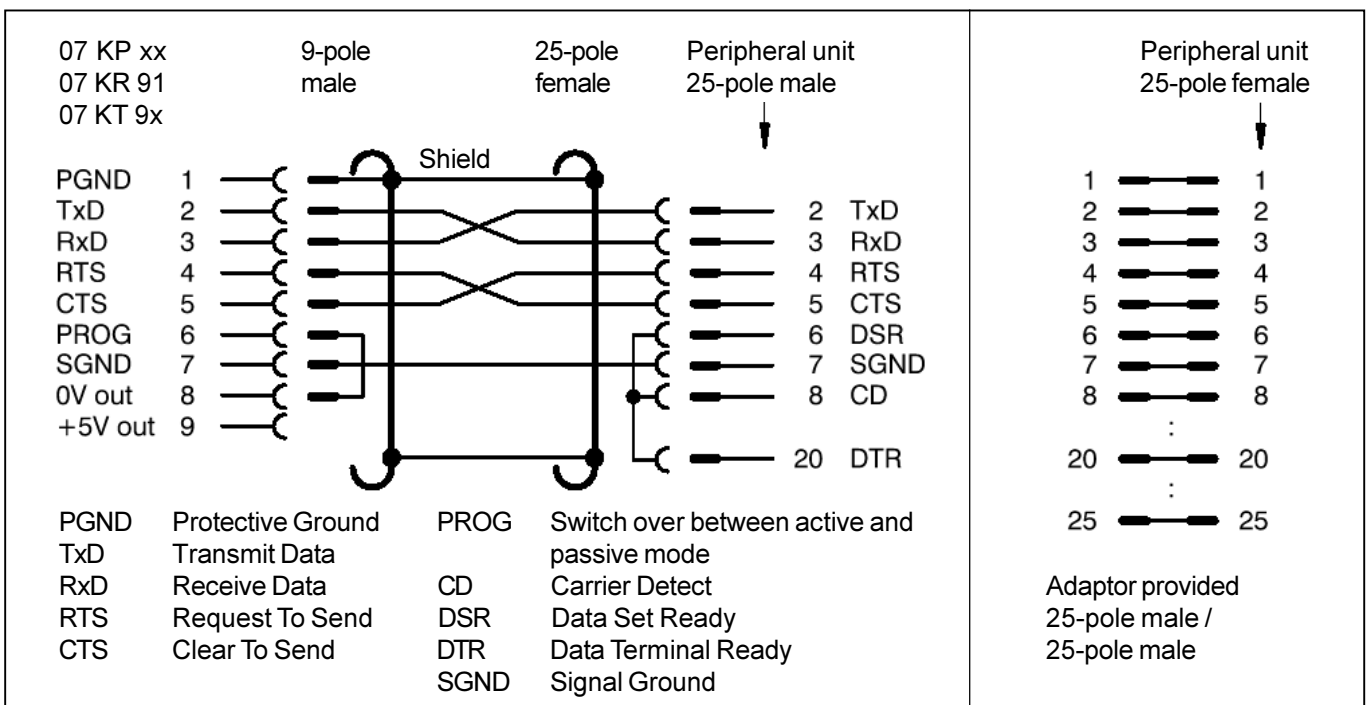 07 KP xx 9-pole 25-pole Peripheral unit Peripheral unit
07 KR 91 male female 25-pole male 25-pole female
07 KT 9x
Shield
PGND 1 1 1
TxD 2 2 TxD 2 2
RxD 3 3 RxD 3 3
RTS 4 4 RTS 4 4
CTS 5 5 CTS 5 5
PROG 6 6 DSR 6 6
SGND 7 7 SGND 7 7
0V out 8 8 CD 8 8
+5V out 9 :
20 DTR 20 20
:
25 25
PGND Protective Ground PROG Switch over between active and
TxD Transmit Data passive mode
RxD Receive Data CD Carrier Detect Adaptor provided
RTS Request To Send DSR Data Set Ready 25-pole male /
CTS Clear To Send DTR Data Terminal Ready 25-pole male
SGND Signal Ground